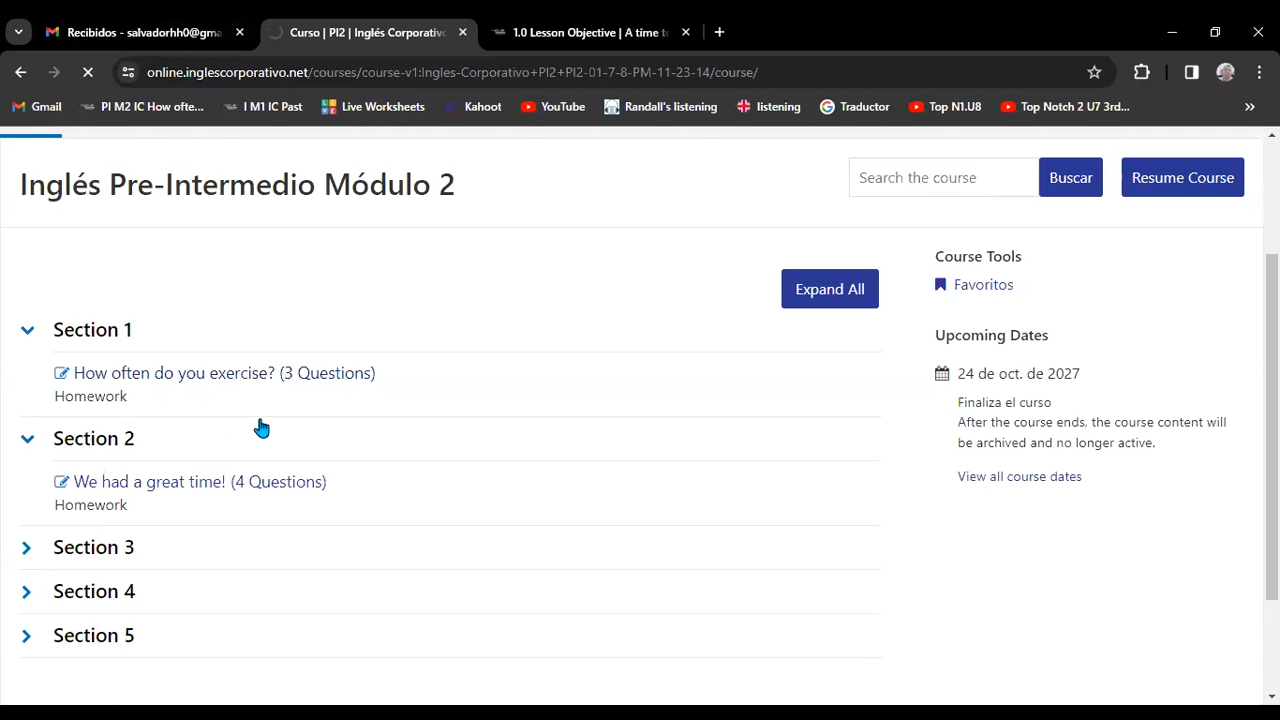 Recibidos - salvadorhh0@gma
Curso | PI2 | Inglés Corporativ
1.0 Lesson Objective | A time t
online.inglescorporativo.net/courses/course-v1:Ingles-Corporativo+PI2+PI2-01-7-8-PM-11-23-14/course/
Gmail
PI M2 IC How ofte...
I M1 IC Past
Live Worksheets
Kahoot
YouTube
Randall's listening
listening
Traductor
Top N1.U8
Top Notch 2 U7 3rd...
Inglés Pre-Intermedio Módulo 2
Search the course
Buscar
Resume Course
Expand All
Section 1
How often do you exercise? (3 Questions)
Homework
Section 2
We had a great time! (4 Questions)
Homework
Section 3
Section 4
Section 5
Course Tools
Favoritos
Upcoming Dates
24 de oct. de 2027
Finaliza el curso
After the course ends, the course content will
be archived and no longer active.
View all course dates